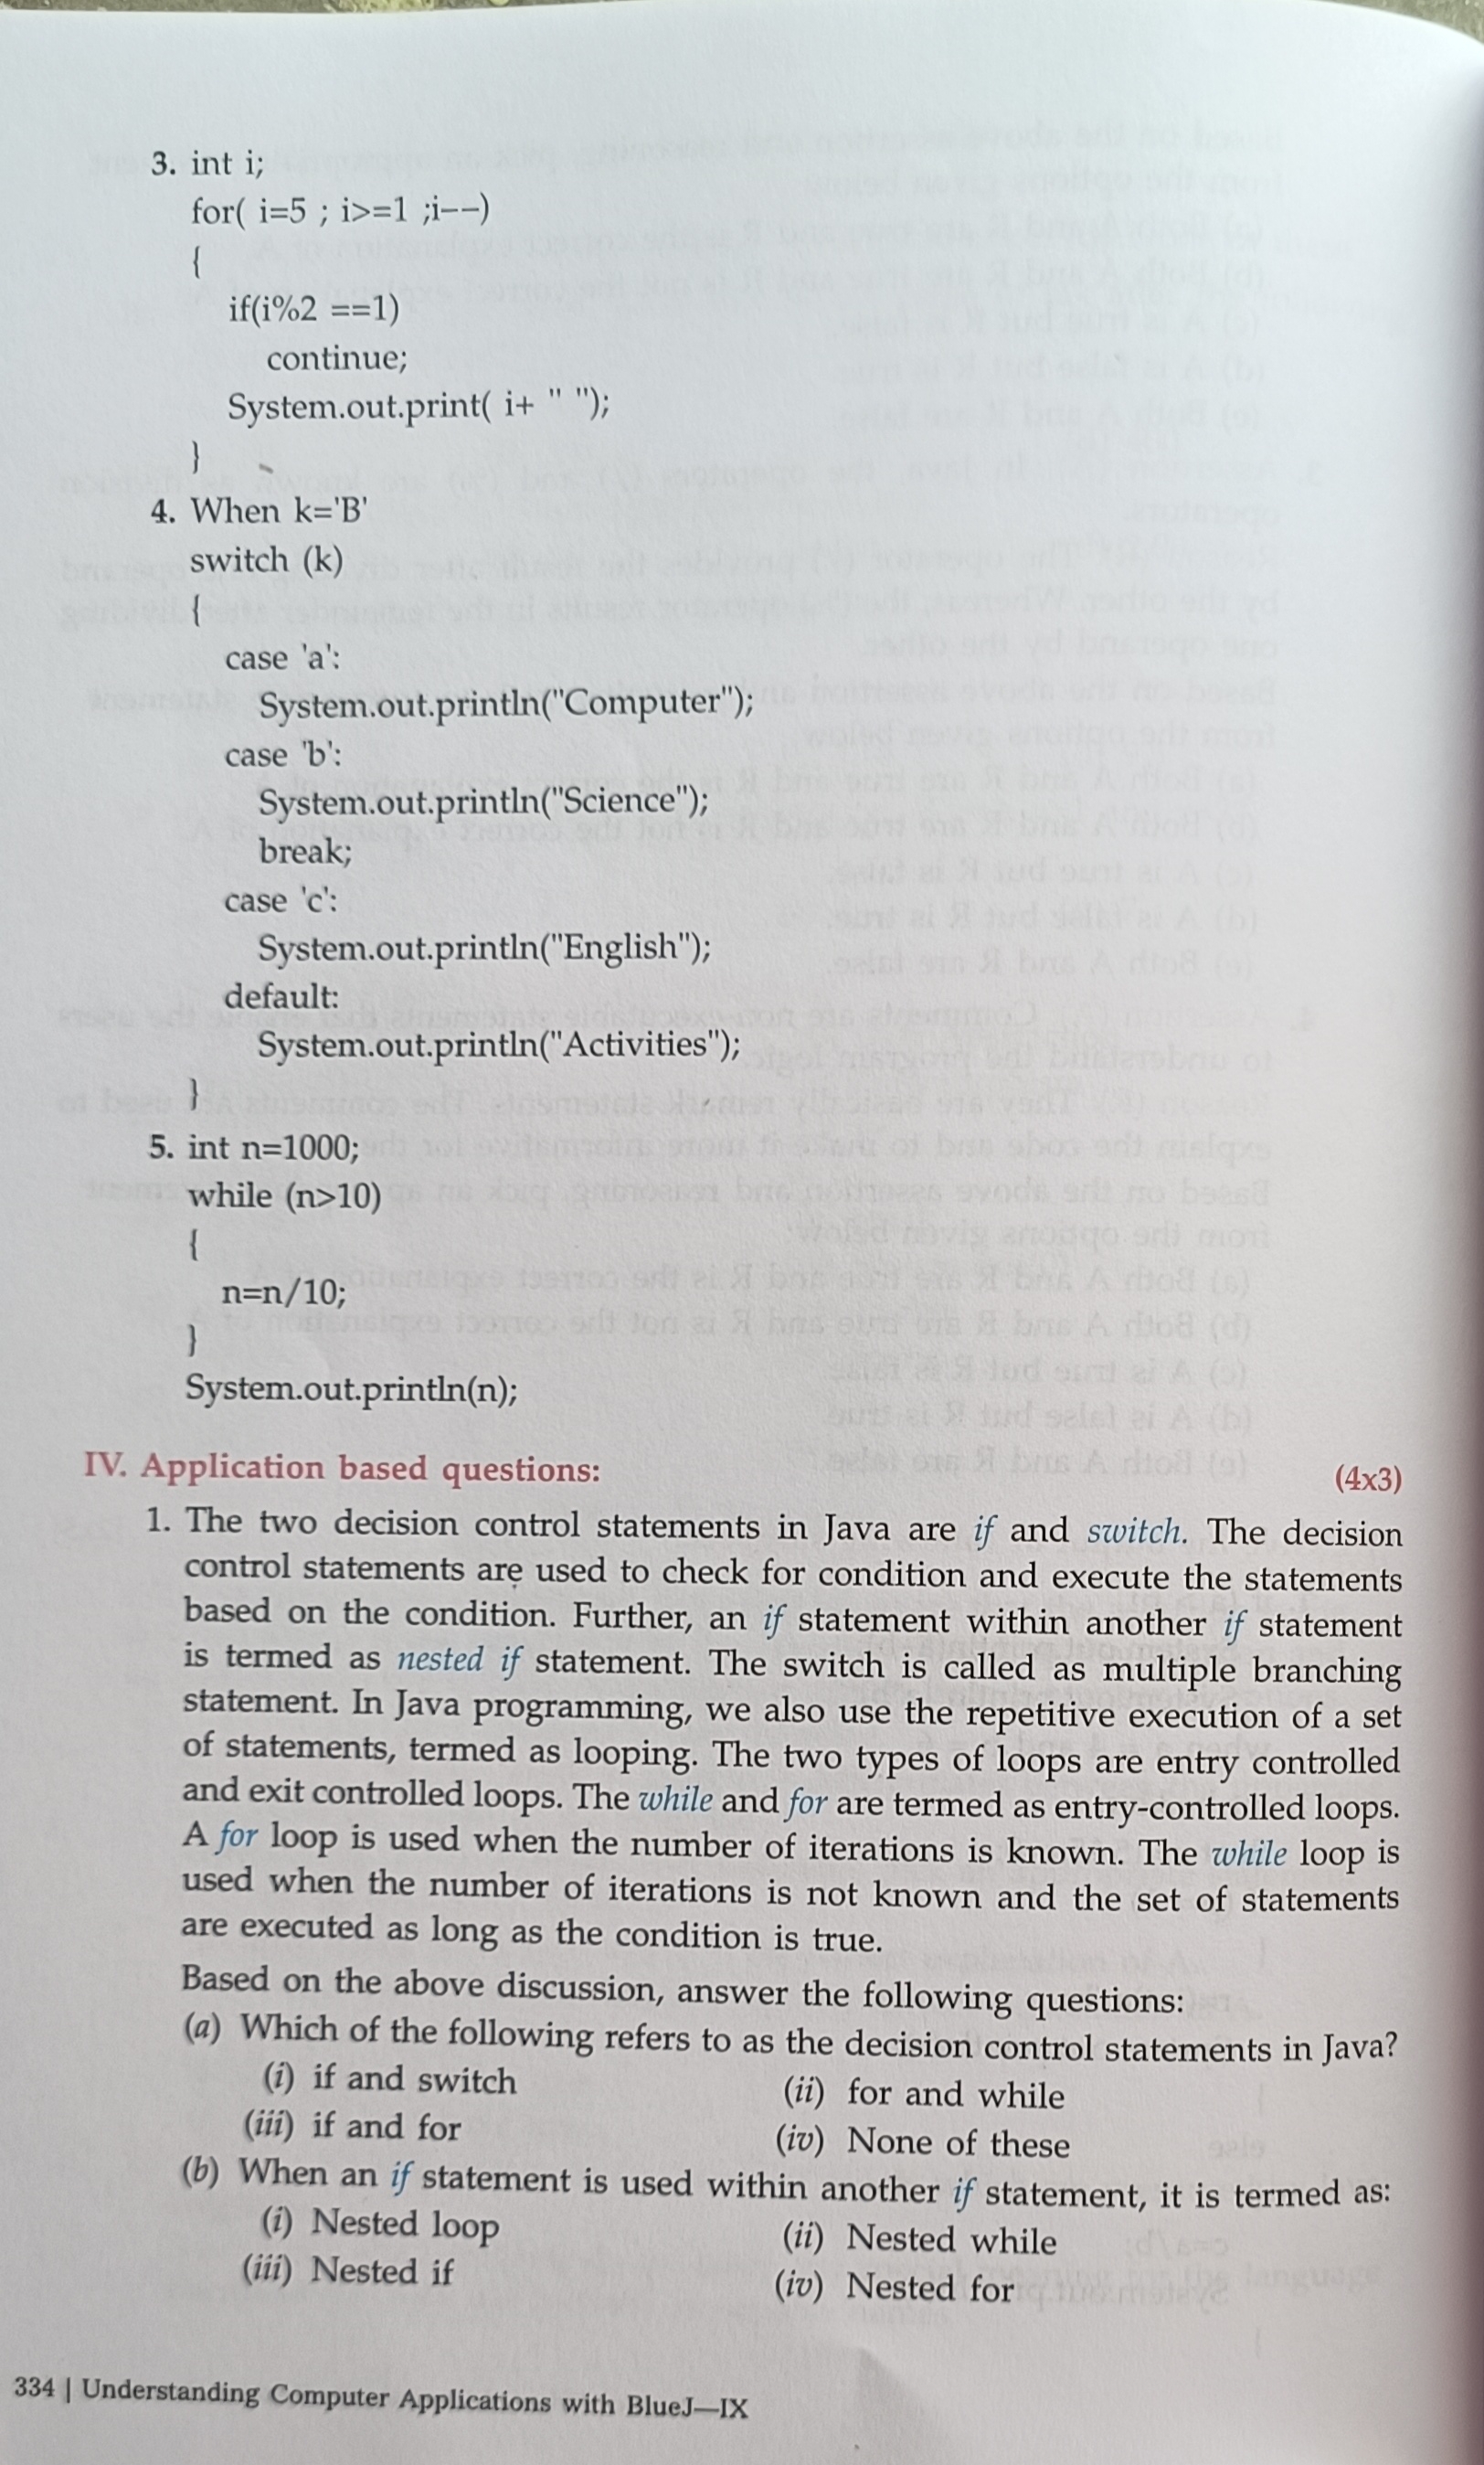 3. int i;
for( i=5 ; i>=1 ;i--)
{
if(i%2 ==1)
continue;
System.out.print( i+ " ");
}
4. When k='B'
switch (k)
{
case 'a':
System.out.println("Computer");
case 'b':
System.out.println("Science");
break;
case 'c':
System.out.println("English");
default:
System.out.println("Activities");
}
5. int n=1000;
while (n>10)
{
n=n/10;
}
System.out.println(n);
IV. Application based questions: (4x3)
1. The two decision control statements in Java are if and switch. The decision
control statements are used to check for condition and execute the statements
based on the condition. Further, an if statement within another if statement
is termed as nested if statement. The switch is called as multiple branching
statement. In Java programming, we also use the repetitive execution of a set
of statements, termed as looping. The two types of loops are entry controlled
and exit controlled loops. The while and for are termed as entry-controlled loops.
A for loop is used when the number of iterations is known. The while loop is
used when the number of iterations is not known and the set of statements
are executed as long as the condition is true.
Based on the above discussion, answer the following questions:
(a) Which of the following refers to as the decision control statements in Java?
(i) if and switch (ii) for and while
(iii) if and for (iv) None of these
(b) When an if statement is used within another if statement, it is termed as:
(i) Nested loop (ii) Nested while
(iii) Nested if (iv) Nested for
334 | Understanding Computer Applications with BlueJ—IX